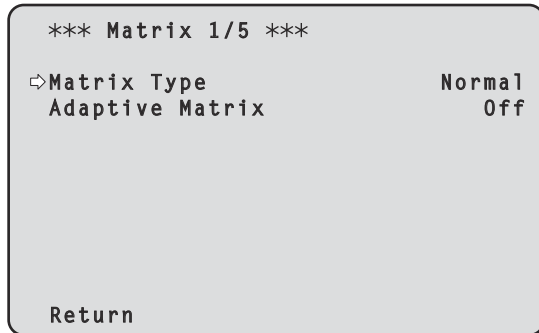 *** Matrix 1/5 ***
⇨Matrix Type Normal
Adaptive Matrix Off
Return